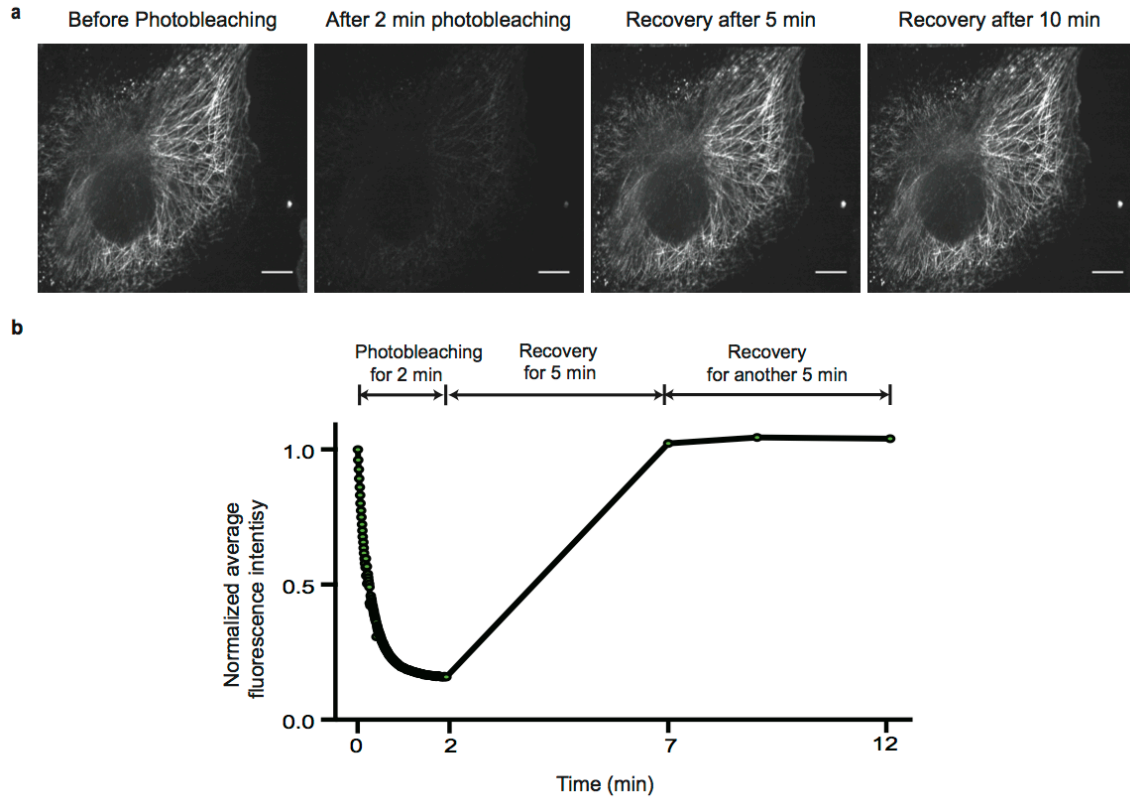 a
Before Photobleaching
After 2 min photobleaching
Recovery after 5 min
Recovery after 10 min
b
Photobleaching
for 2 min
Recovery
for 5 min
Recovery
for another 5 min
Normalized average
fluorescence intentisy
1.0
0.5
0.0
0
2
7
12
Time (min)